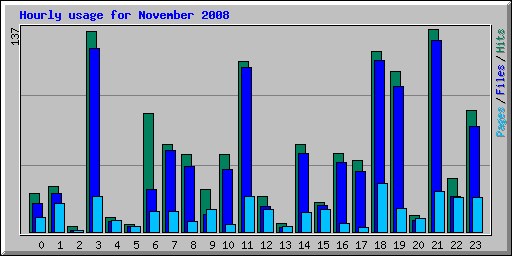 Hourly usage for November 2008
137
Pages / Files / Hits
0 1 2 3 4 5 6 7 8 9 10 11 12 13 14 15 16 17 18 19 20 21 22 23